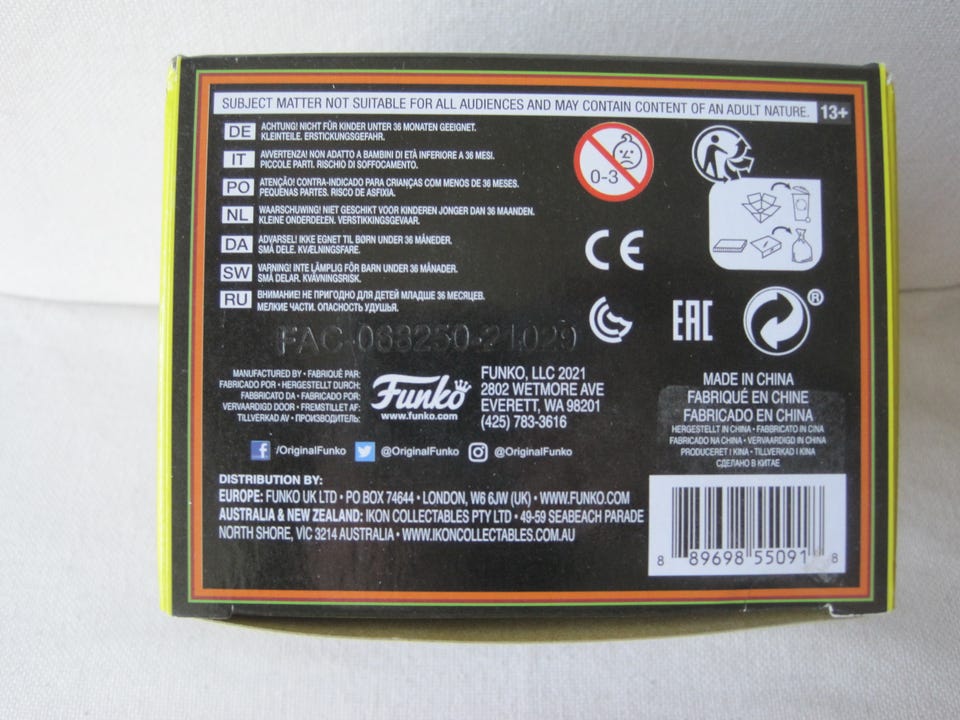 SUBJECT MATTER NOT SUITABLE FOR ALL AUDIENCES AND MAY CONTAIN CONTENT OF AN ADULT NATURE. 13+
DE ACHTUNG! NICHT FÜR KINDER UNTER 36 MONATEN GEEIGNET.
KLEINTEILE. ERSTICKUNGSGEFAHR.
IT AVVERTENZA! NON ADATTO A BAMBINI DI ETÀ INFERIORE A 36 MESI.
PICCOLE PARTI. RISCHIO DI SOFFOCAMENTO.
PO ATENÇÃO! CONTRA-INDICADO PARA CRIANÇAS COM MENOS DE 36 MESES.
PEQUENAS PARTES. RISCO DE ASFIXIA.
NL WAARSCHUWING! NIET GESCHIKT VOOR KINDEREN JONGER DAN 36 MAANDEN.
KLEINE ONDERDELEN. VERSTIKKINGSGEVAAR.
DA ADVARSEL! IKKE EGNET TIL BØRN UNDER 36 MÅNEDER.
SMÅ DELE. KVÆLNINGSFARE.
SW VARNING! INTE LÄMPLIG FÖR BARN UNDER 36 MÅNADER.
SMÅ DELAR. KVÄVNINGSRISK.
RU ВНИМАНИЕ! НЕ ПРИГОДНО ДЛЯ ДЕТЕЙ МЛАДШЕ 36 МЕСЯЦЕВ.
МЕЛКИЕ ЧАСТИ. ОПАСНОСТЬ УДУШЬЯ.
0-3
CE
EAC
®
FAC-068250-21029
MANUFACTURED BY • FABRIQUÉ PAR:
FABRICADO POR • HERGESTELLT DURCH:
FABBRICATO DA • FABRICADO POR:
VERVAARDIGD DOOR • FREMSTILLET AF:
TILLVERKAD AV • ПРОИЗВОДИТЕЛЬ:
Funko
www.funko.com
FUNKO, LLC 2021
2802 WETMORE AVE
EVERETT, WA 98201
(425) 783-3616
MADE IN CHINA
FABRIQUÉ EN CHINE
FABRICADO EN CHINA
HERGESTELLT IN CHINA • FABBRICATO IN CINA
FABRICADO NA CHINA • VERVAARDIGD IN CHINA
PRODUCERET I KINA • TILLVERKAD I KINA
СДЕЛАНО В КИТАЕ
f /OriginalFunko @OriginalFunko @OriginalFunko
DISTRIBUTION BY:
EUROPE: FUNKO UK LTD • PO BOX 74644 • LONDON, W6 6JW (UK) • WWW.FUNKO.COM
AUSTRALIA & NEW ZEALAND: IKON COLLECTABLES PTY LTD • 49-59 SEABEACH PARADE
NORTH SHORE, VIC 3214 AUSTRALIA • WWW.IKONCOLLECTABLES.COM.AU
8 89698 55091 8